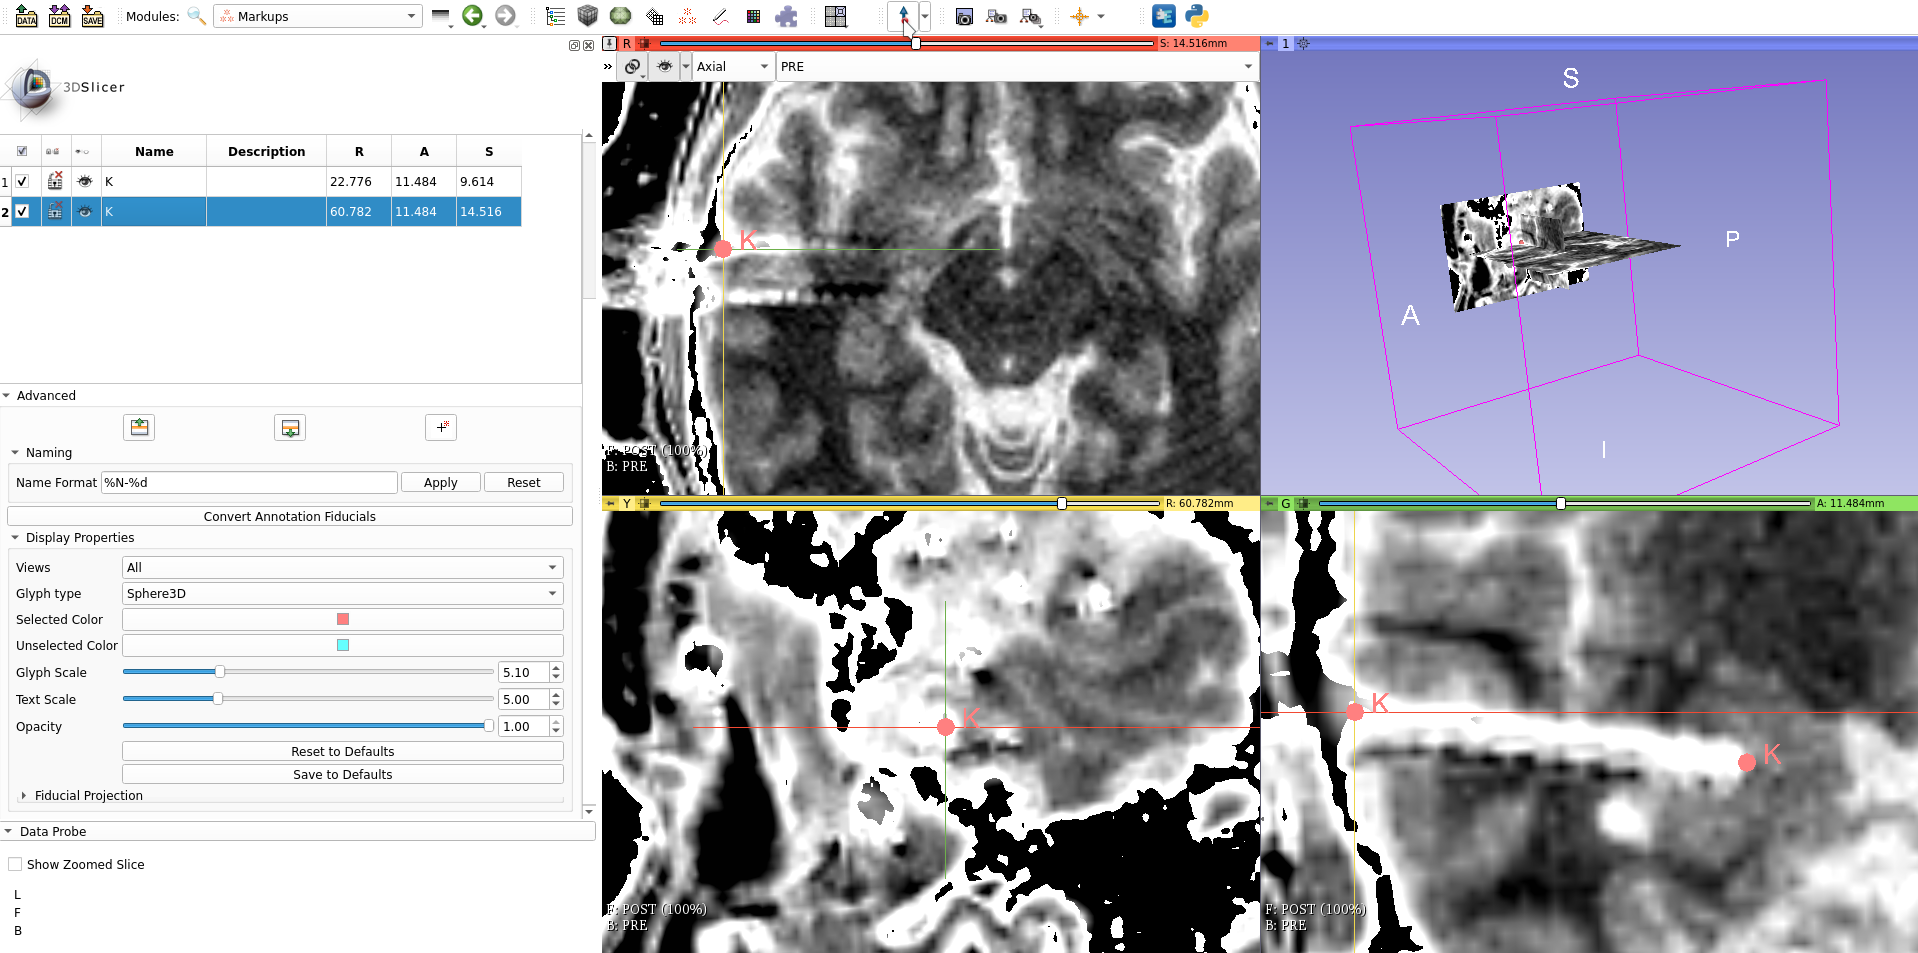 DATA DCM SAVE Modules: Markups
R S: 14.516mm 1
» Axial PRE
3DSlicer
Name Description R A S
1 K 22.776 11.484 9.614
2 K 60.782 11.484 14.516
Advanced
Naming
Name Format %N-%d Apply Reset
Convert Annotation Fiducials
Display Properties
Views All
Glyph type Sphere3D
Selected Color
Unselected Color
Glyph Scale 5.10
Text Scale 5.00
Opacity 1.00
Reset to Defaults
Save to Defaults
Fiducial Projection
Data Probe
Show Zoomed Slice
L
F
B
K
F: POST (100%)
B: PRE
S
P
A
I
Y R: 60.782mm
K
F: POST (100%)
B: PRE
G A: 11.484mm
K
K
F: POST (100%)
B: PRE